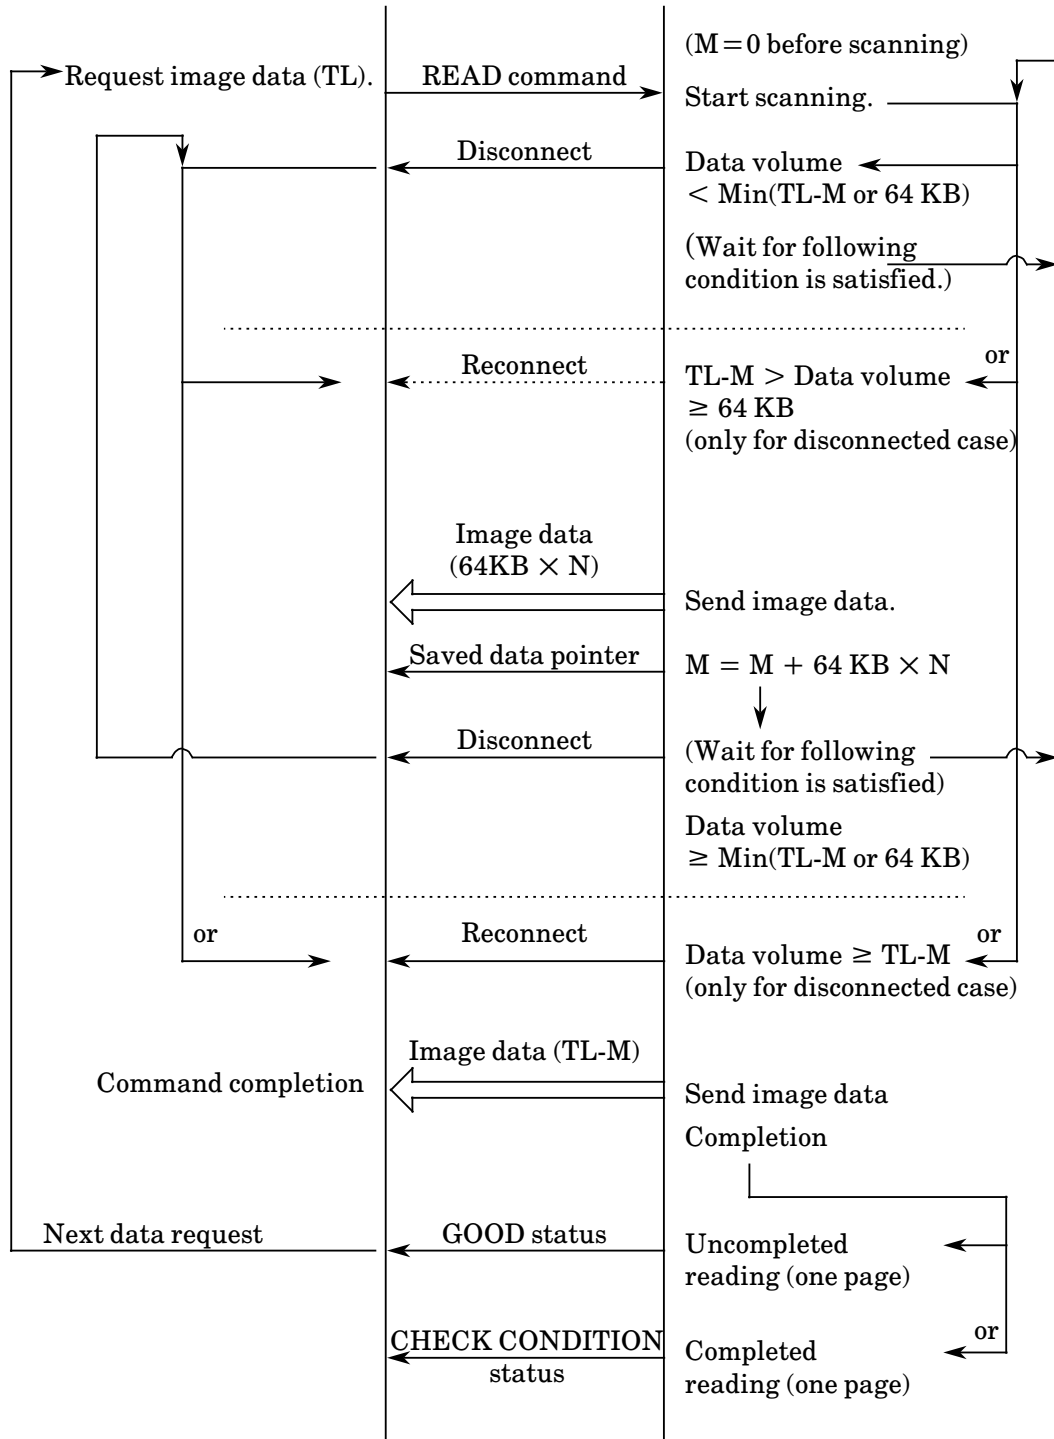 (M=0 before scanning)
Request image data (TL).
READ command
Start scanning.
Disconnect
Data volume
< Min(TL-M or 64 KB)
(Wait for following
condition is satisfied.)
or
Reconnect
TL-M > Data volume
≥ 64 KB
(only for disconnected case)
Image data
(64KB × N)
Send image data.
Saved data pointer
M = M + 64 KB × N
Disconnect
(Wait for following
condition is satisfied)
Data volume
≥ Min(TL-M or 64 KB)
or
Reconnect
or
Data volume ≥ TL-M
(only for disconnected case)
Image data (TL-M)
Command completion
Send image data
Completion
Next data request
GOOD status
Uncompleted
reading (one page)
CHECK CONDITION
status
or
Completed
reading (one page)